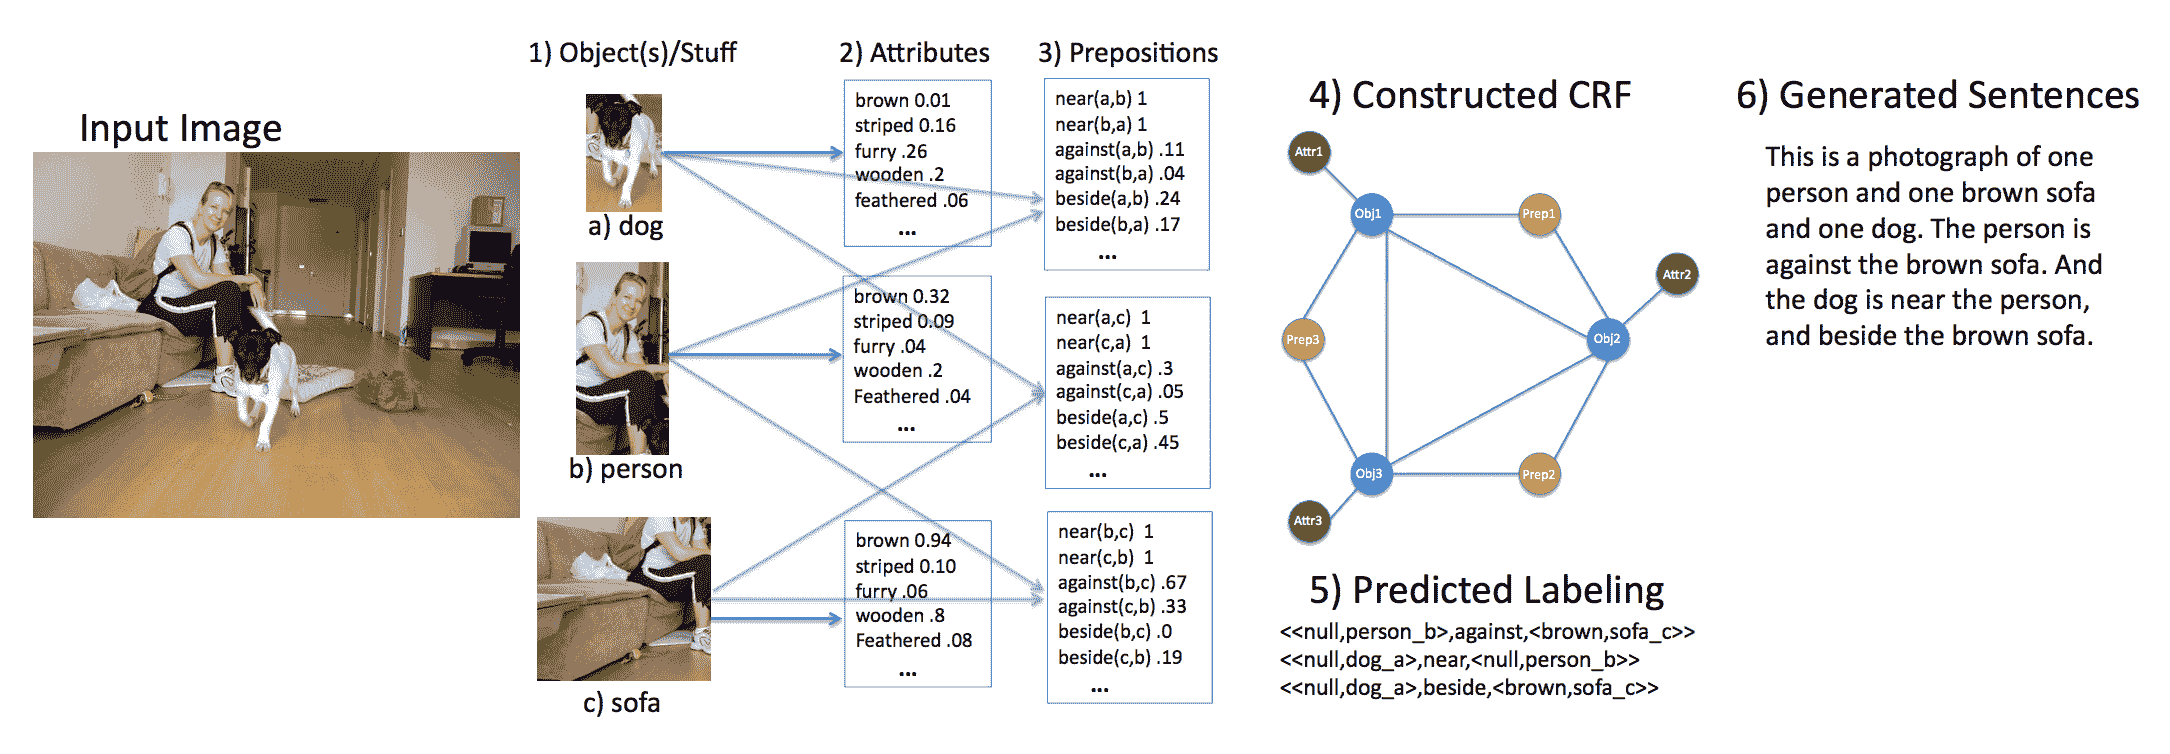 Input Image
1) Object(s)/Stuff
a) dog
b) person
c) sofa
2) Attributes
brown 0.01
striped 0.16
furry .26
wooden .2
feathered .06
...
brown 0.32
striped 0.09
furry .04
wooden .2
Feathered .04
...
brown 0.94
striped 0.10
furry .06
wooden .8
Feathered .08
...
3) Prepositions
near(a,b) 1
near(b,a) 1
against(a,b) .11
against(b,a) .04
beside(a,b) .24
beside(b,a) .17
...
near(a,c) 1
near(c,a) 1
against(a,c) .3
against(c,a) .05
beside(a,c) .5
beside(c,a) .45
...
near(b,c) 1
near(c,b) 1
against(b,c) .67
against(c,b) .33
beside(b,c) .0
beside(c,b) .19
...
4) Constructed CRF
Attr1
Obj1
Prep1
Attr2
Prep3
Obj2
Obj3
Prep2
Attr3
5) Predicted Labeling
<<null,person_b>,against,<brown,sofa_c>>
<<null,dog_a>,near,<null,person_b>>
<<null,dog_a>,beside,<brown,sofa_c>>
6) Generated Sentences
This is a photograph of one
person and one brown sofa
and one dog. The person is
against the brown sofa. And
the dog is near the person,
and beside the brown sofa.